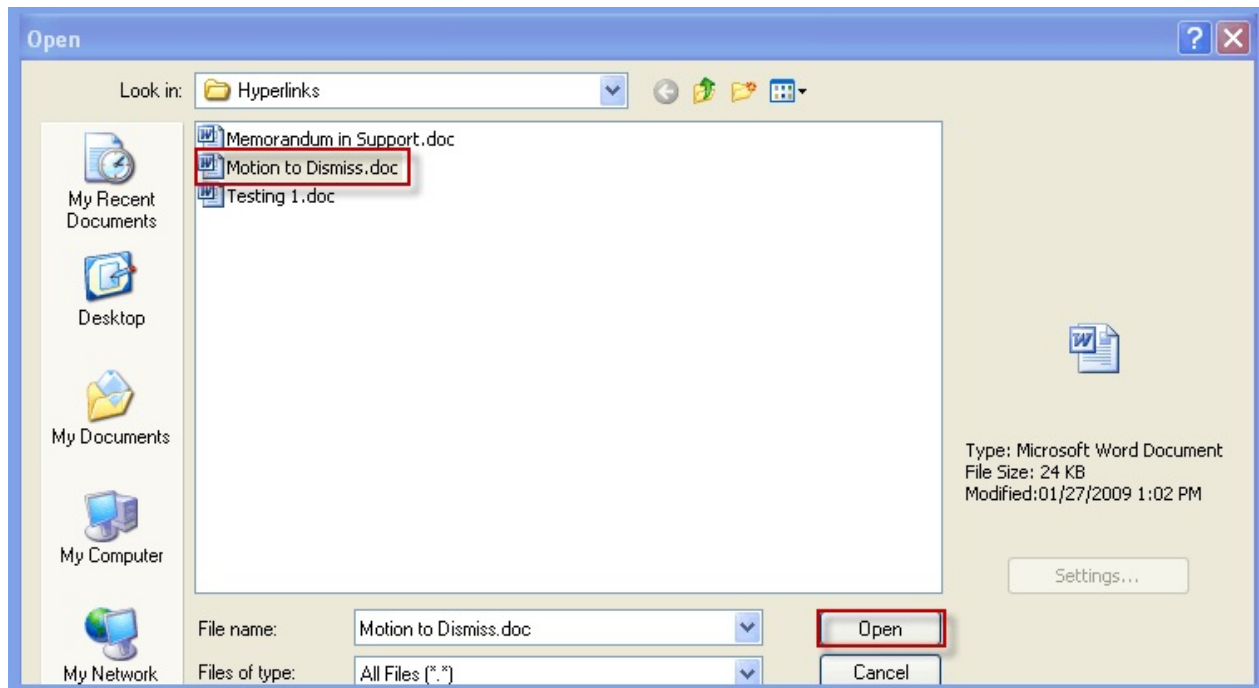 Open
Look in: Hyperlinks
Memorandum in Support.doc
Motion to Dismiss.doc
Testing 1.doc
My Recent
Documents
Desktop
My Documents
My Computer
My Network
Type: Microsoft Word Document
File Size: 24 KB
Modified:01/27/2009 1:02 PM
Settings...
File name: Motion to Dismiss.doc Open
Files of type: All Files (*.*) Cancel